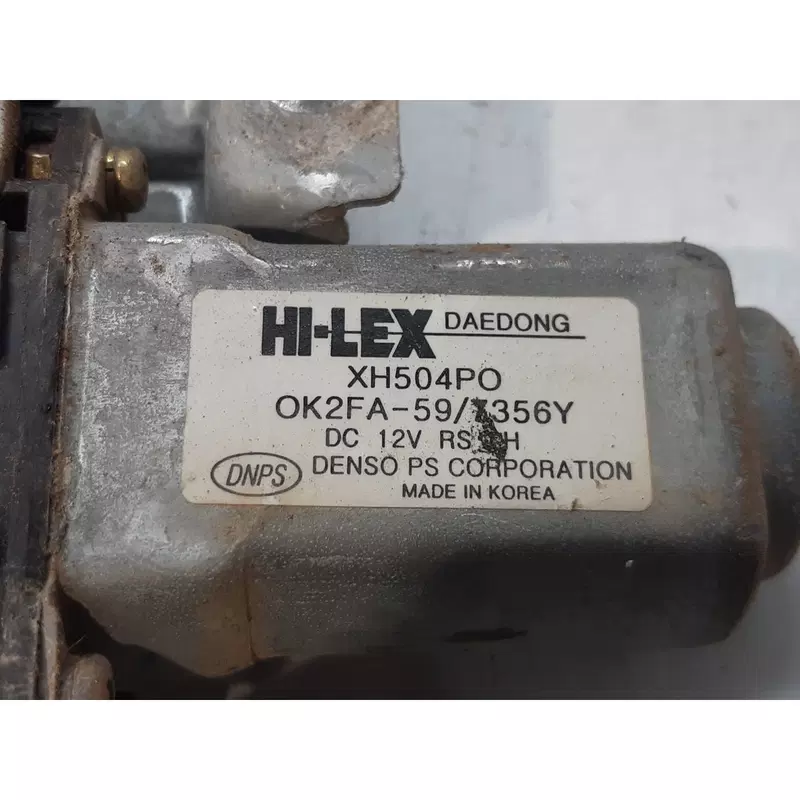 HI-LEX DAEDONG
XH504PO
DC 12V
DNPS DENSO PS CORPORATION
MADE IN KOREA